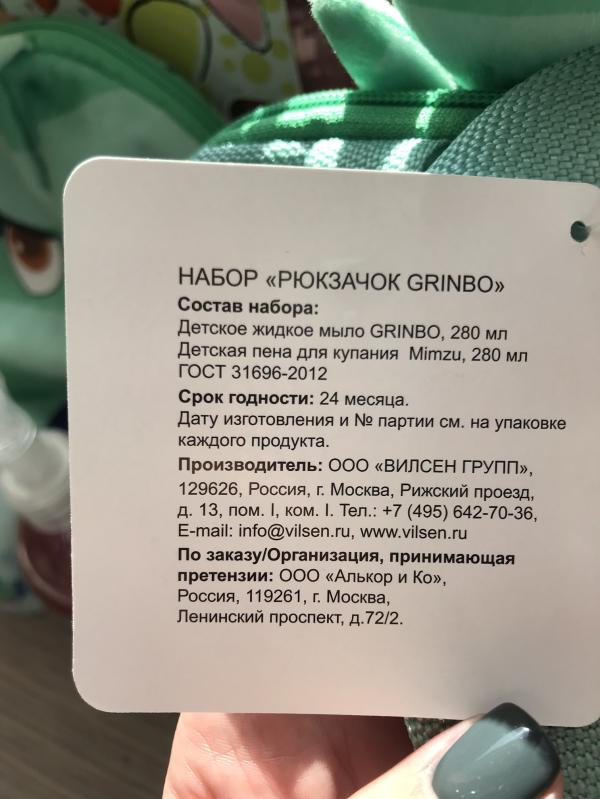 НАБОР «РЮКЗАЧОК GRINBO»
Состав набора:
Детское жидкое мыло GRINBO, 280 мл
Детская пена для купания Mimzu, 280 мл
ГОСТ 31696-2012
Срок годности: 24 месяца.
Дату изготовления и № партии см. на упаковке
каждого продукта.
Производитель: ООО «ВИЛСЕН ГРУПП»,
129626, Россия, г. Москва, Рижский проезд,
д. 13, пом. I, ком. I. Тел.: +7 (495) 642-70-36,
E-mail: info@vilsen.ru, www.vilsen.ru
По заказу/Организация, принимающая
претензии: ООО «Алькор и Ко»,
Россия, 119261, г. Москва,
Ленинский проспект, д.72/2.